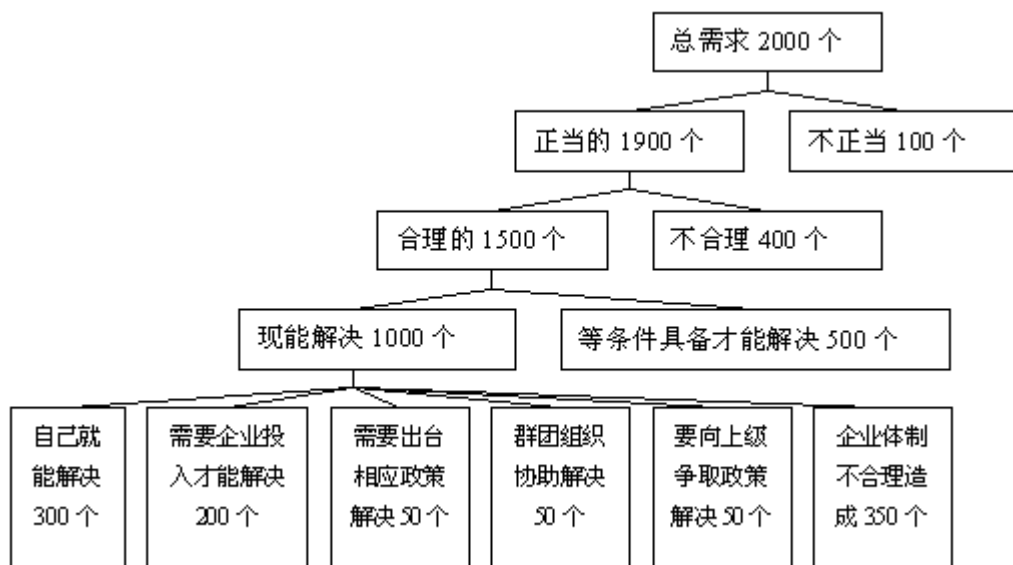 总需求 2000 个
正当的 1900 个
不正当 100 个
合理的 1500 个
不合理 400 个
现能解决 1000 个
等条件具备才能解决 500 个
自己就
能解决
300 个
需要企业投
入才能解决
200 个
需要出台
相应政策
解决 50 个
群团组织
协助解决
50 个
要向上级
争取政策
解决 50 个
企业体制
不合理造
成 350 个